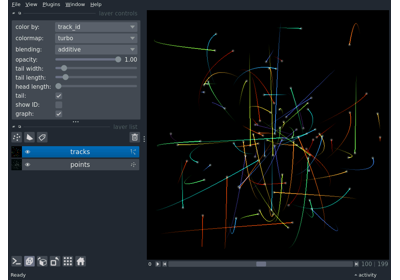 File View Plugins Window Help
layer controls
color by: track_id
colormap: turbo
blending: additive
opacity: 1.00
tail width:
tail length:
head length:
tail:
show ID:
graph:
layer list
tracks
points
0 100 199
Ready activity